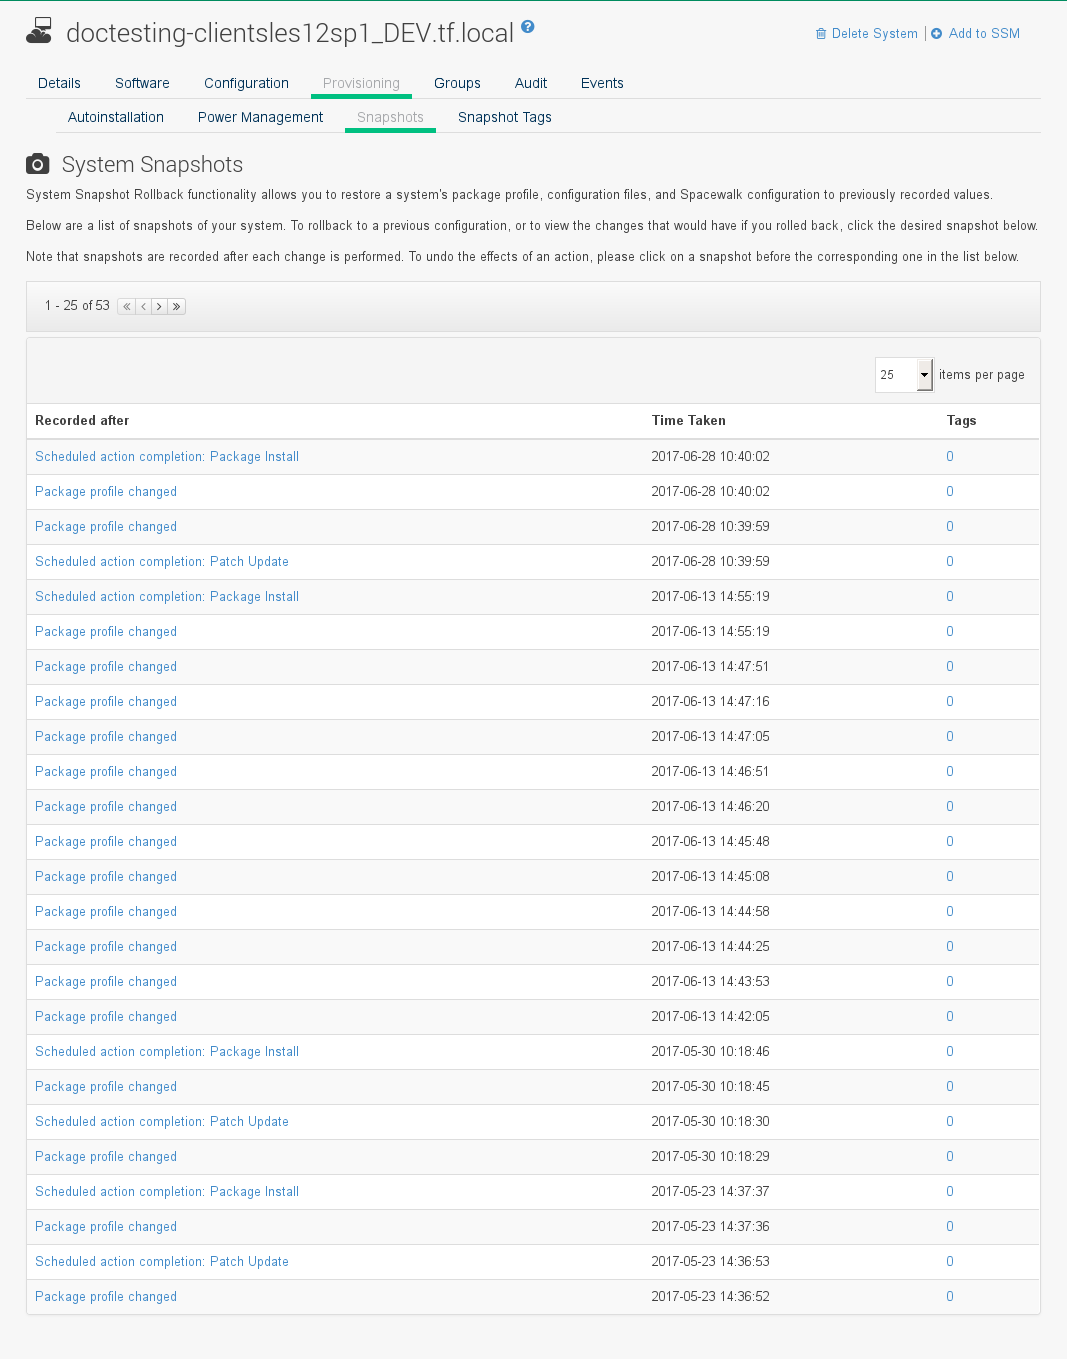 doctesting-clientsles12sp1_DEV.tf.local
Delete System | Add to SSM
Details Software Configuration Provisioning Groups Audit Events
Autoinstallation Power Management Snapshots Snapshot Tags
System Snapshots
System Snapshot Rollback functionality allows you to restore a system's package profile, configuration files, and Spacewalk configuration to previously recorded values.
Below are a list of snapshots of your system. To rollback to a previous configuration, or to view the changes that would have if you rolled back, click the desired snapshot below.
Note that snapshots are recorded after each change is performed. To undo the effects of an action, please click on a snapshot before the corresponding one in the list below.
1 - 25 of 53
25 items per page
Recorded after Time Taken Tags
Scheduled action completion: Package Install 2017-06-28 10:40:02 0
Package profile changed 2017-06-28 10:40:02 0
Package profile changed 2017-06-28 10:39:59 0
Scheduled action completion: Patch Update 2017-06-28 10:39:59 0
Scheduled action completion: Package Install 2017-06-13 14:55:19 0
Package profile changed 2017-06-13 14:55:19 0
Package profile changed 2017-06-13 14:47:51 0
Package profile changed 2017-06-13 14:47:16 0
Package profile changed 2017-06-13 14:47:05 0
Package profile changed 2017-06-13 14:46:51 0
Package profile changed 2017-06-13 14:46:20 0
Package profile changed 2017-06-13 14:45:48 0
Package profile changed 2017-06-13 14:45:08 0
Package profile changed 2017-06-13 14:44:58 0
Package profile changed 2017-06-13 14:44:25 0
Package profile changed 2017-06-13 14:43:53 0
Package profile changed 2017-06-13 14:42:05 0
Scheduled action completion: Package Install 2017-05-30 10:18:46 0
Package profile changed 2017-05-30 10:18:45 0
Scheduled action completion: Patch Update 2017-05-30 10:18:30 0
Package profile changed 2017-05-30 10:18:29 0
Scheduled action completion: Package Install 2017-05-23 14:37:37 0
Package profile changed 2017-05-23 14:37:36 0
Scheduled action completion: Patch Update 2017-05-23 14:36:53 0
Package profile changed 2017-05-23 14:36:52 0